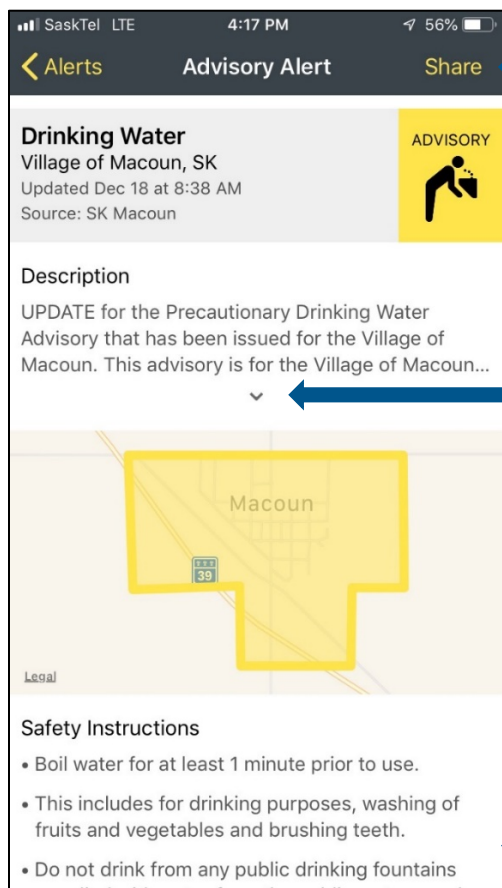 SaskTel LTE 4:17 PM 56%
Alerts Advisory Alert Share
Drinking Water
Village of Macoun, SK
Updated Dec 18 at 8:38 AM
Source: SK Macoun
ADVISORY
Description
UPDATE for the Precautionary Drinking Water
Advisory that has been issued for the Village of
Macoun. This advisory is for the Village of Macoun...
Macoun
39
Legal
Safety Instructions
• Boil water for at least 1 minute prior to use.
• This includes for drinking purposes, washing of
fruits and vegetables and brushing teeth.
• Do not drink from any public drinking fountains